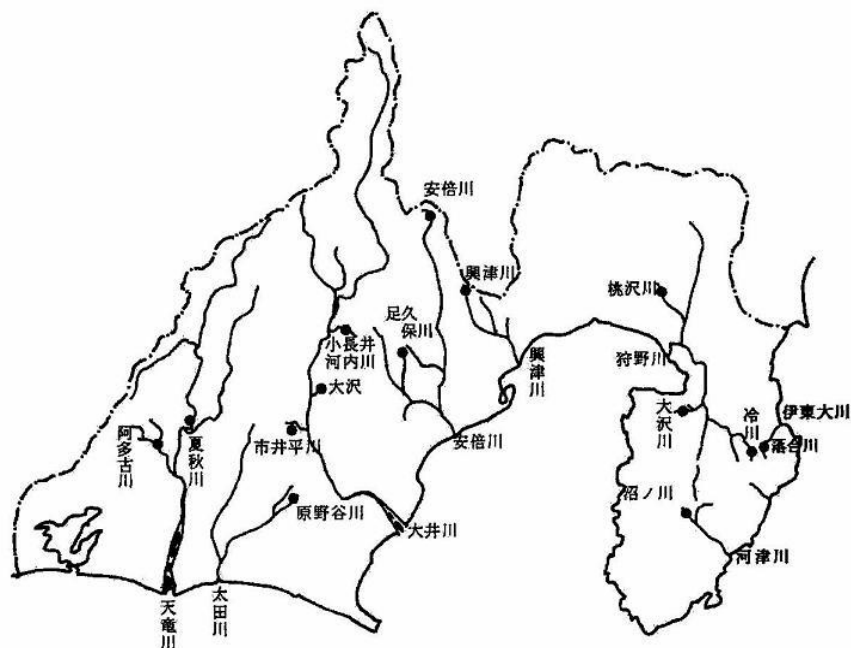 安倍川
興津川
桃沢川
足久
保川
小長井
河内川
興津川
狩野川
大沢
大沢川
冷川
伊東大川
落合川
阿多古川
夏秋川
市井平川
安倍川
原野谷川
大井川
沼ノ川
河津川
天竜川
太田川